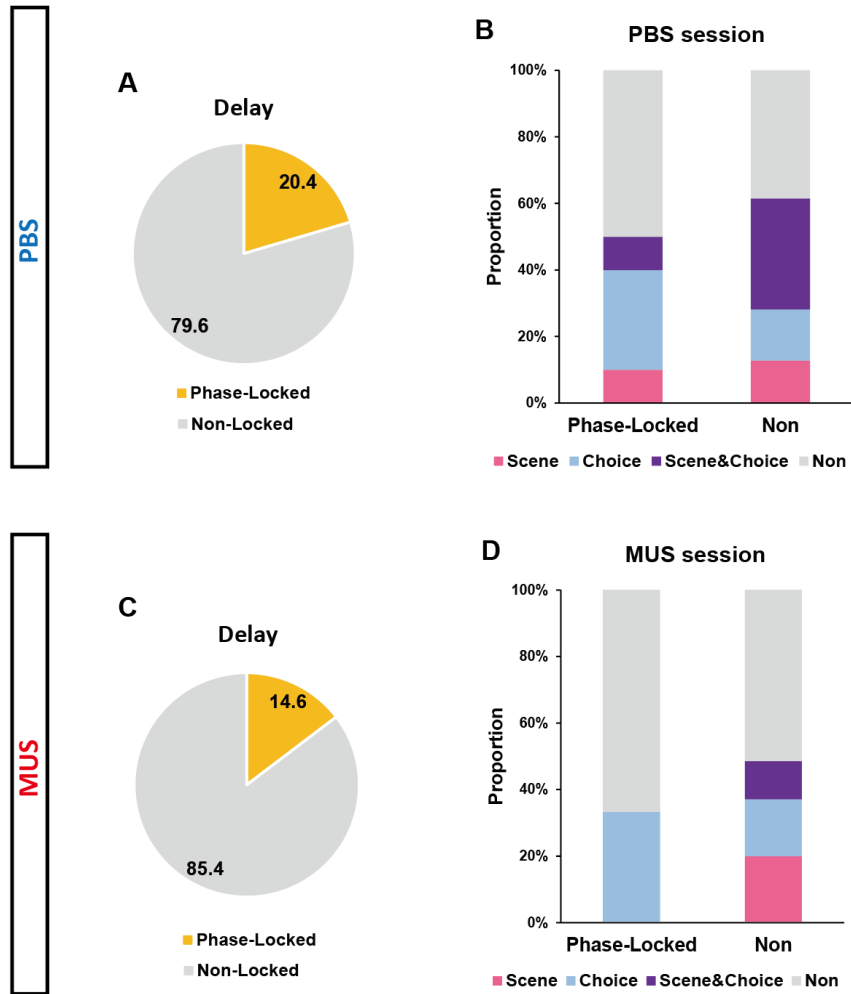 PBS
A
Delay
20.4
79.6
Phase-Locked
Non-Locked
B
PBS session
Proportion
100%
80%
60%
40%
20%
0%
Phase-Locked Non
Scene Choice Scene&Choice Non
MUS
C
Delay
14.6
85.4
Phase-Locked
Non-Locked
D
MUS session
Proportion
100%
80%
60%
40%
20%
0%
Phase-Locked Non
Scene Choice Scene&Choice Non